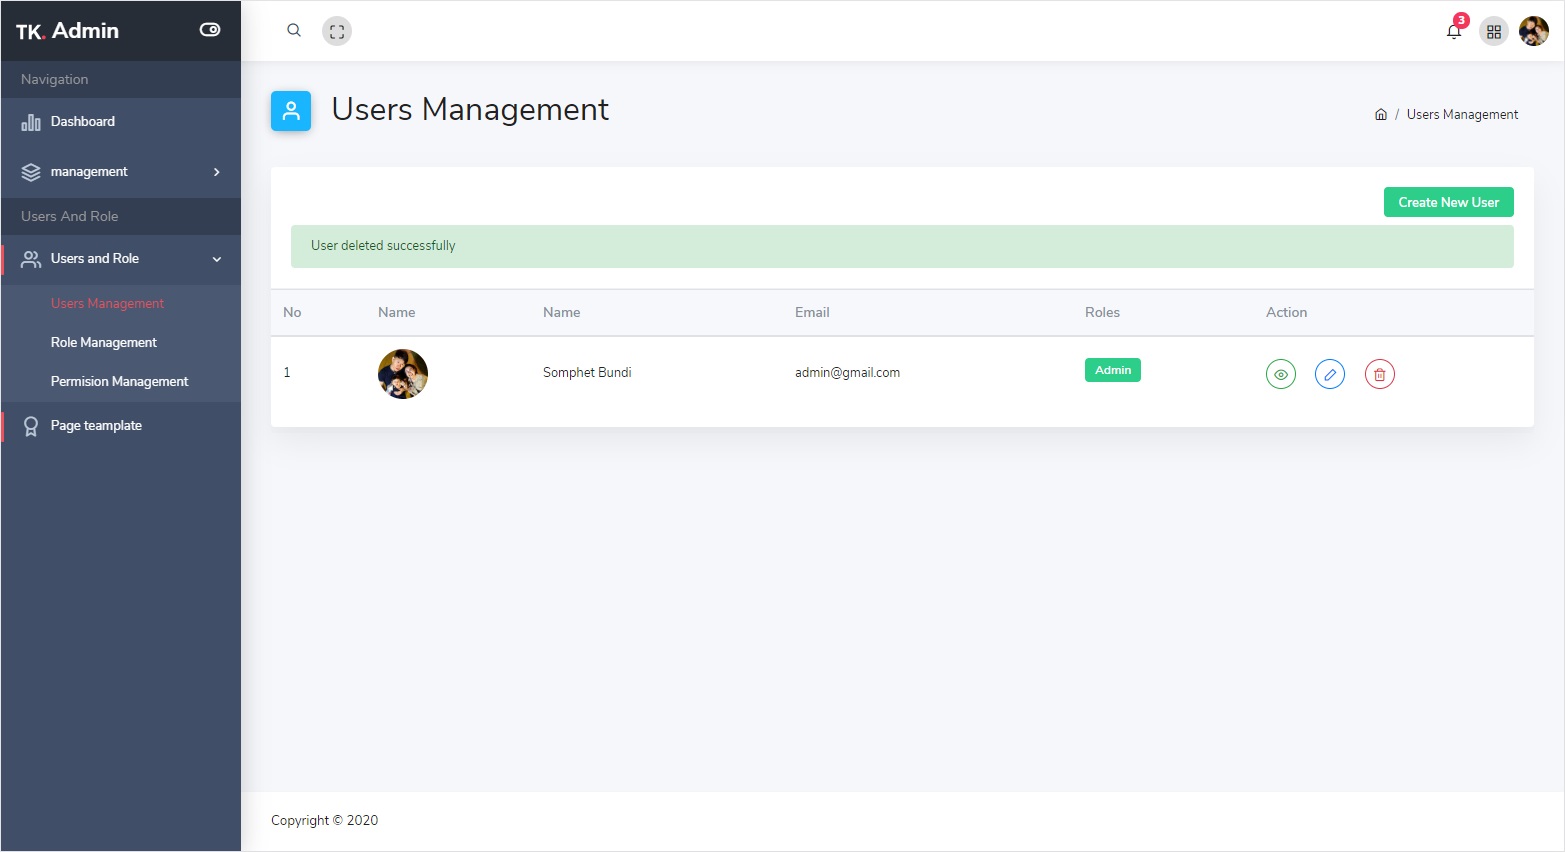 TK. Admin
3
Navigation
Dashboard
management
Users And Role
Users and Role
Users Management
Role Management
Permision Management
Page teamplate
Users Management
/ Users Management
Create New User
User deleted successfully
No Name Name Email Roles Action
1 Somphet Bundi admin@gmail.com Admin
Copyright © 2020